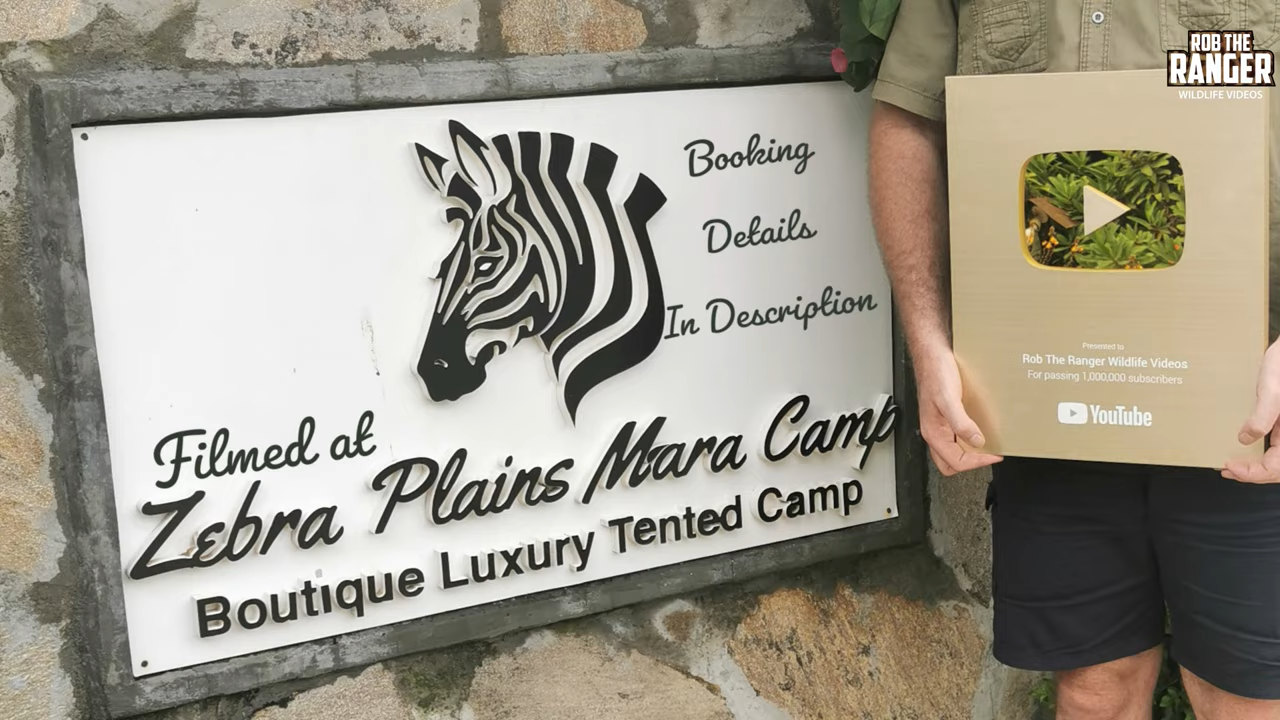 Booking
Details
In Description
Filmed at
Zebra Plains Mara Camp
Boutique Luxury Tented Camp
ROB THE
RANGER
WILDLIFE VIDEOS
Presented to
Rob The Ranger Wildlife Videos
For passing 1,000,000 subscribers
YouTube